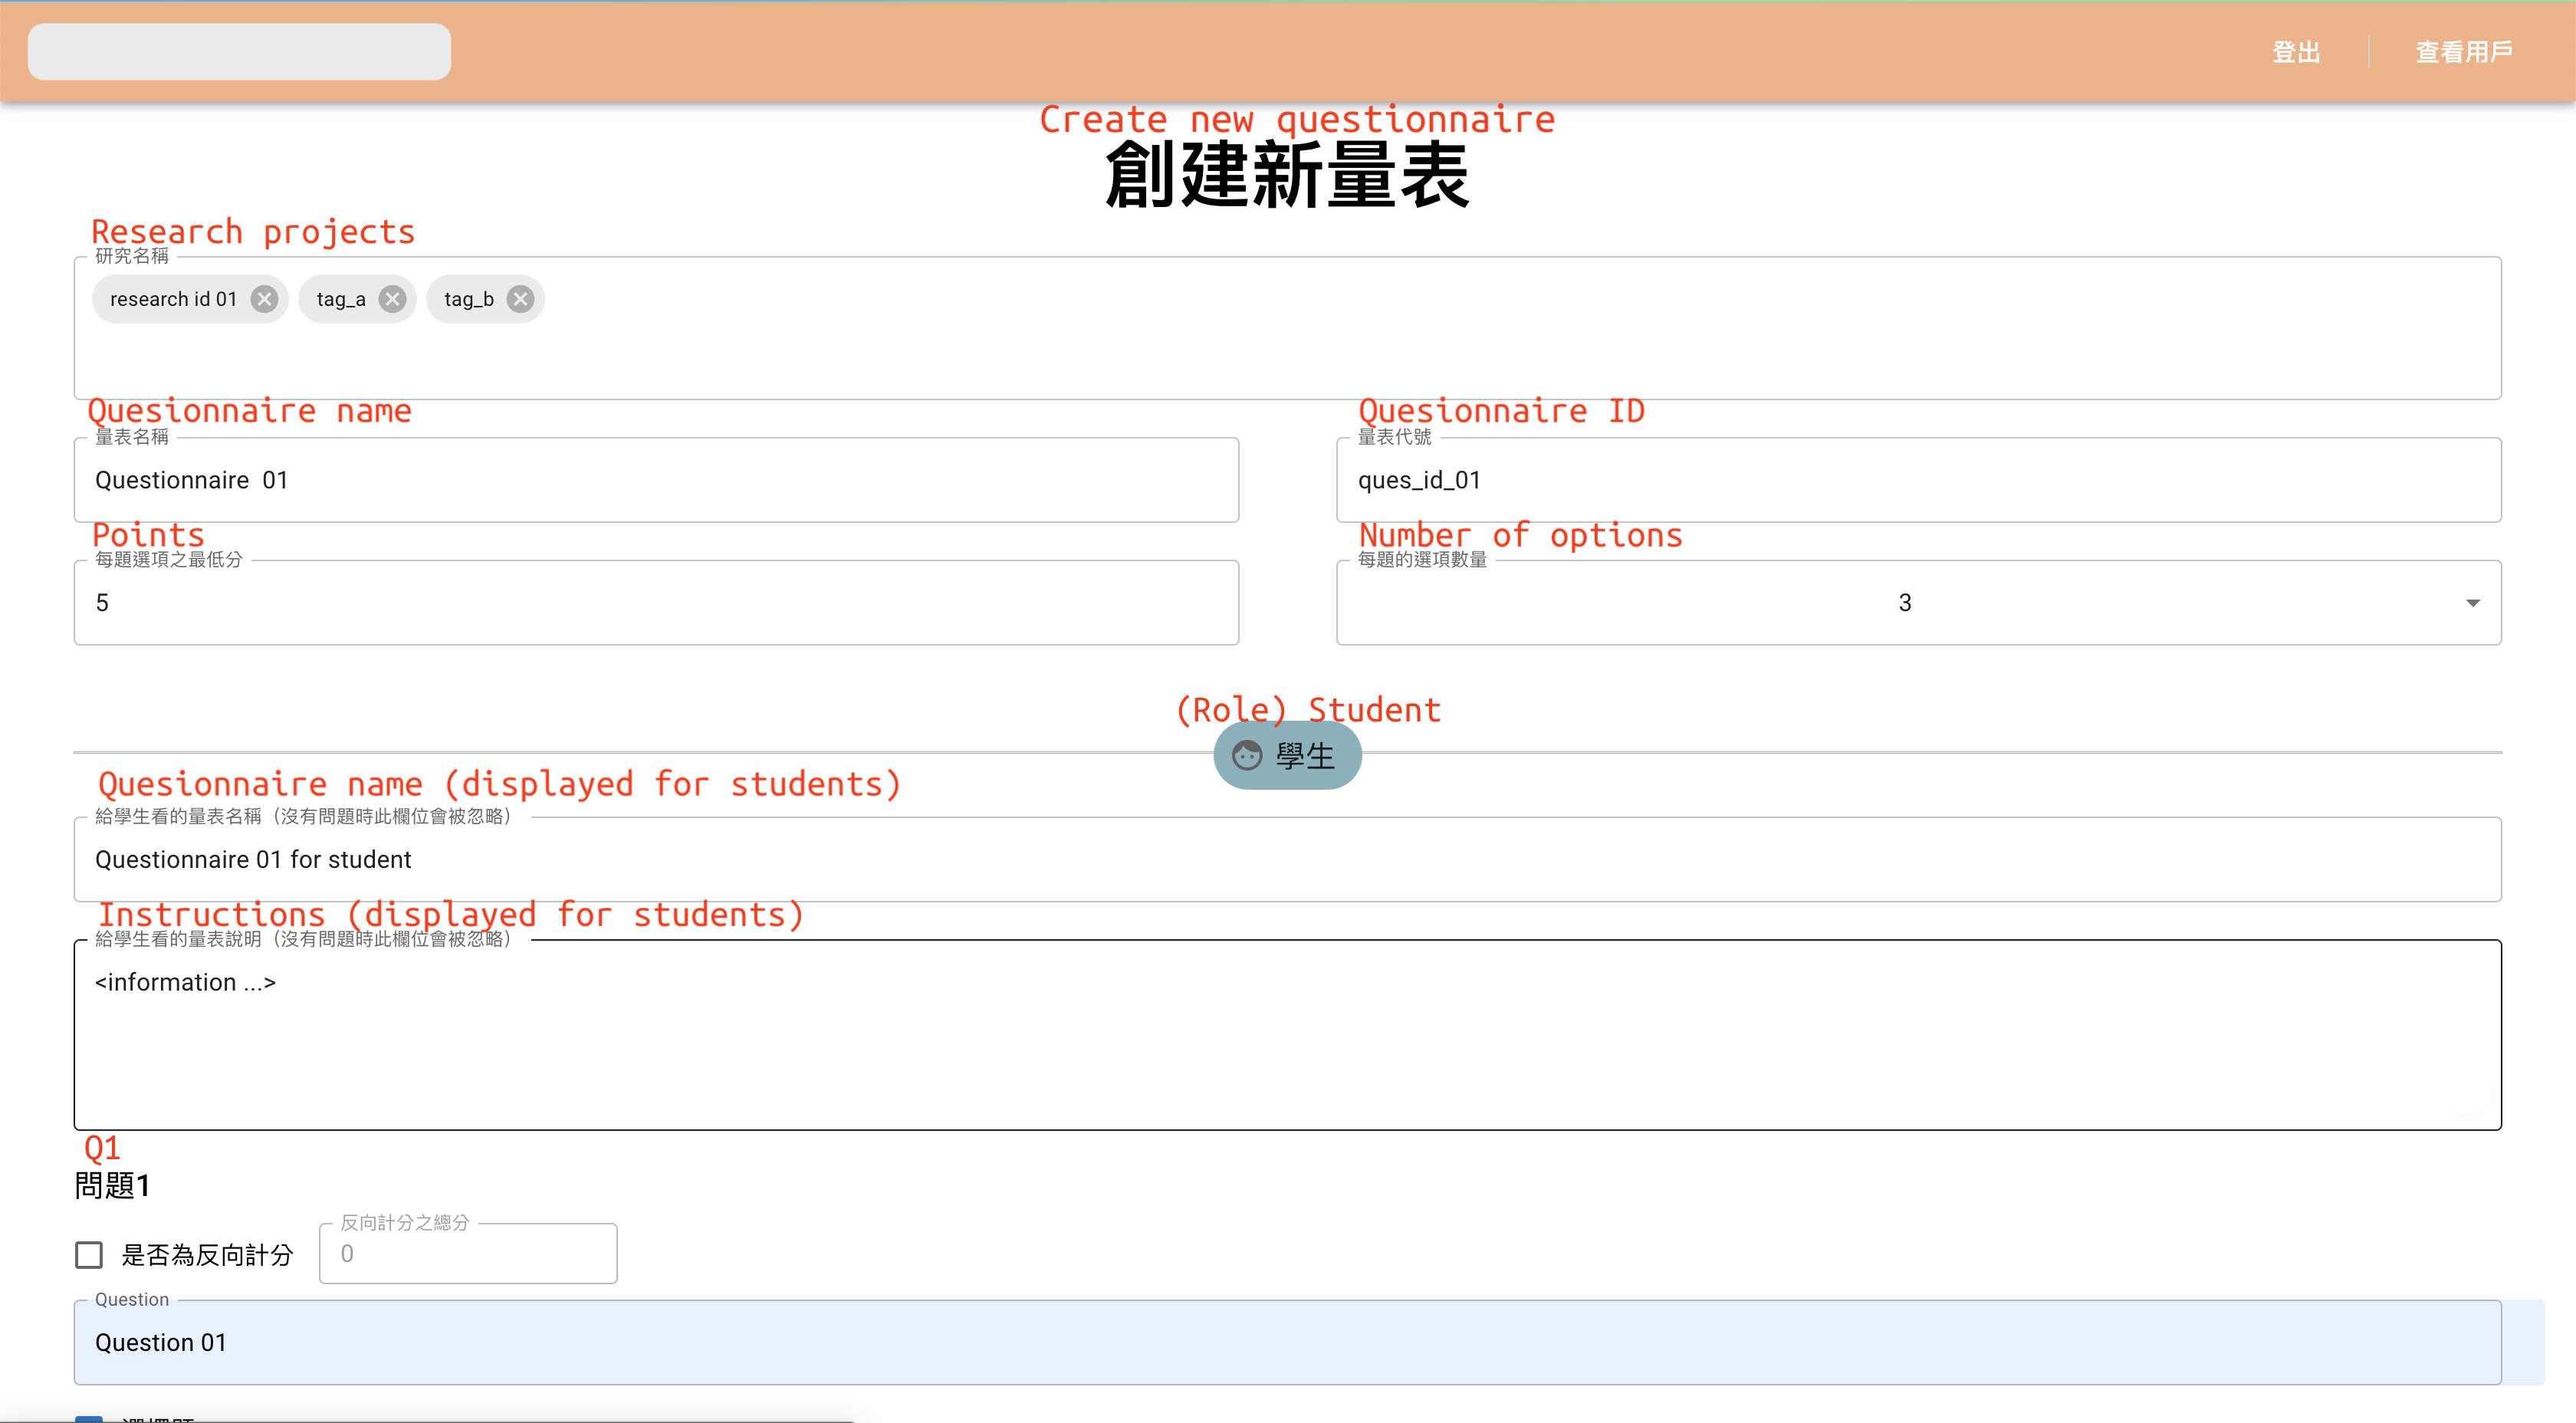 登出
查看用戶
Create new questionnaire
創建新量表
Research projects
研究名稱
research id 01
tag_a
tag_b
Quesionnaire name
Quesionnaire ID
量表名稱
量表代號
Questionnaire  01
ques_id_01
Points
Number of options
每題選項之最低分
每題的選項數量
5
3
(Role) Student
學生
Quesionnaire name (displayed for students)
給學生看的量表名稱（沒有問題時此欄位會被忽略）
Questionnaire 01 for student
Instructions (displayed for students)
給學生看的量表說明（沒有問題時此欄位會被忽略）
<information ...>
Q1
問題1
反向計分之總分
是否為反向計分
0
Question
Question 01